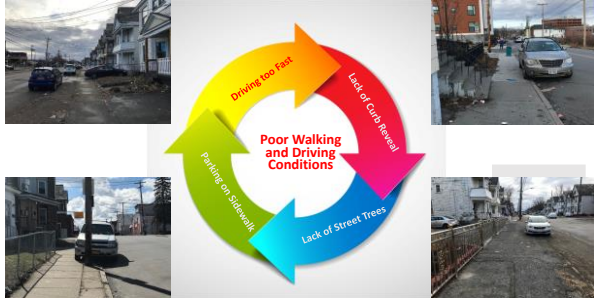 Driving too Fast
Lack of Curb Reveal
Poor Walking
and Driving
Conditions
Parking on Sidewalk
Lack of Street Trees